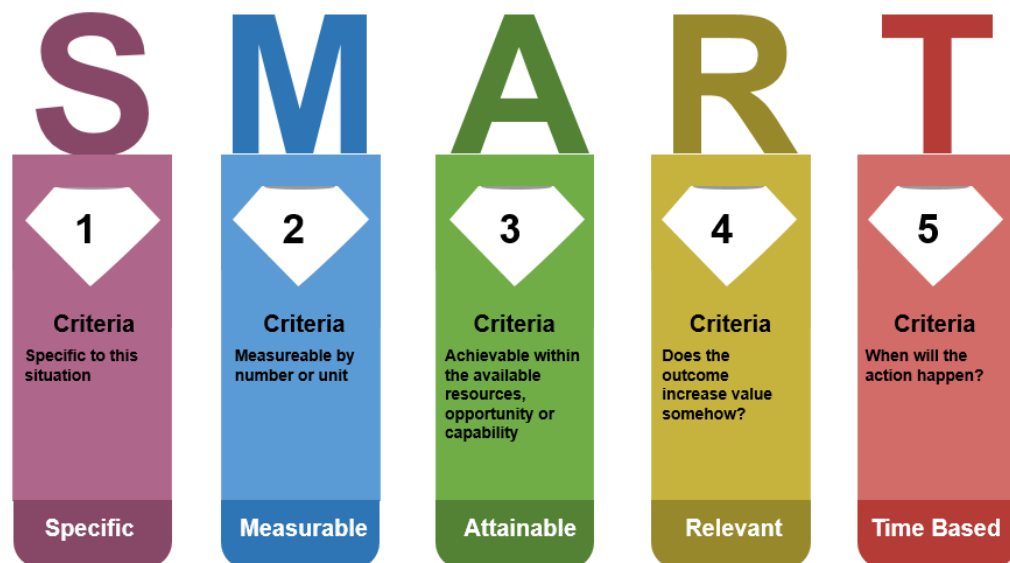 S M A R T
1
Criteria
Specific to this
situation
Specific
2
Criteria
Measureable by
number or unit
Measurable
3
Criteria
Achievable within
the available
resources,
opportunity or
capability
Attainable
4
Criteria
Does the
outcome
increase value
somehow?
Relevant
5
Criteria
When will the
action happen?
Time Based